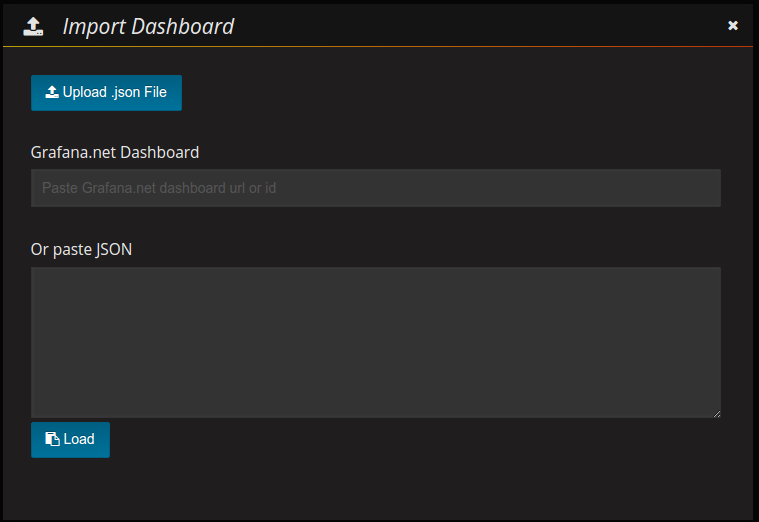 Import Dashboard
Upload .json File
Grafana.net Dashboard
Paste Grafana.net dashboard url or id
Or paste JSON
Load